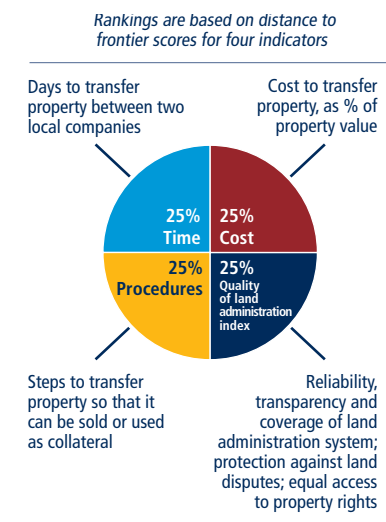 Rankings are based on distance to
frontier scores for four indicators
Days to transfer
property between two
local companies
Cost to transfer
property, as % of
property value
25%
Time
25%
Cost
25%
Procedures
25%
Quality
of land
administration
index
Steps to transfer
property so that it
can be sold or used
as collateral
Reliability,
transparency and
coverage of land
administration system;
protection against land
disputes; equal access
to property rights